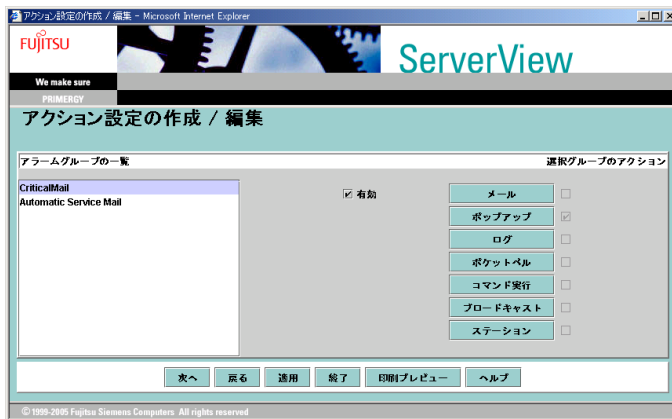 アクション設定の作成 / 編集 - Microsoft Internet Explorer
FUJITSU
ServerView
We make sure
PRIMERGY
アクション設定の作成 / 編集
アラームグループの一覧
選択グループのアクション
CriticalMail
Automatic Service Mail
有効
メール
ポップアップ
ログ
ポケットベル
コマンド実行
ブロードキャスト
ステーション
次へ 戻る 適用 終了 印刷プレビュー ヘルプ
© 1999-2005 Fujitsu Siemens Computers All rights reserved